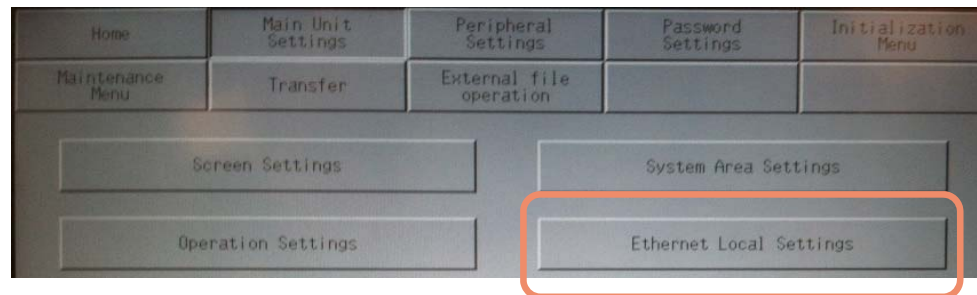 Home
Main Unit
Settings
Peripheral
Settings
Password
Settings
Initialization
Menu
Maintenance
Menu
Transfer
External file
operation
Screen Settings
System Area Settings
Operation Settings
Ethernet Local Settings